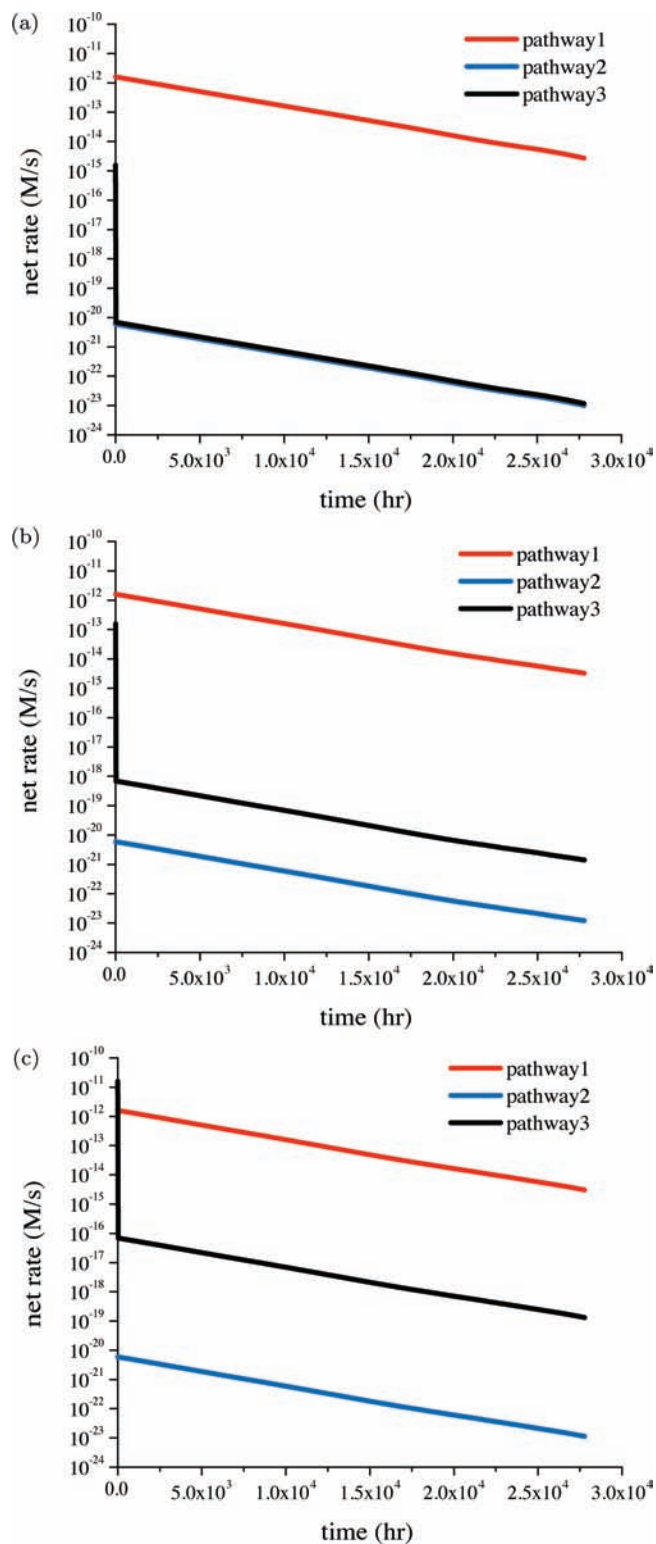 (a)
10⁻¹⁰
10⁻¹¹
10⁻¹²
10⁻¹³
10⁻¹⁴
10⁻¹⁵
10⁻¹⁶
10⁻¹⁷
10⁻¹⁸
10⁻¹⁹
10⁻²⁰
10⁻²¹
10⁻²²
10⁻²³
10⁻²⁴
net rate (M/s)
pathway1
pathway2
pathway3
0.0 5.0x10³ 1.0x10⁴ 1.5x10⁴ 2.0x10⁴ 2.5x10⁴ 3.0x10⁴
time (hr)
(b)
10⁻¹⁰
10⁻¹¹
10⁻¹²
10⁻¹³
10⁻¹⁴
10⁻¹⁵
10⁻¹⁶
10⁻¹⁷
10⁻¹⁸
10⁻¹⁹
10⁻²⁰
10⁻²¹
10⁻²²
10⁻²³
10⁻²⁴
net rate (M/s)
pathway1
pathway2
pathway3
0.0 5.0x10³ 1.0x10⁴ 1.5x10⁴ 2.0x10⁴ 2.5x10⁴ 3.0x10⁴
time (hr)
(c)
10⁻¹⁰
10⁻¹¹
10⁻¹²
10⁻¹³
10⁻¹⁴
10⁻¹⁵
10⁻¹⁶
10⁻¹⁷
10⁻¹⁸
10⁻¹⁹
10⁻²⁰
10⁻²¹
10⁻²²
10⁻²³
10⁻²⁴
net rate (M/s)
pathway1
pathway2
pathway3
0.0 5.0x10³ 1.0x10⁴ 1.5x10⁴ 2.0x10⁴ 2.5x10⁴ 3.0x10⁴
time (hr)